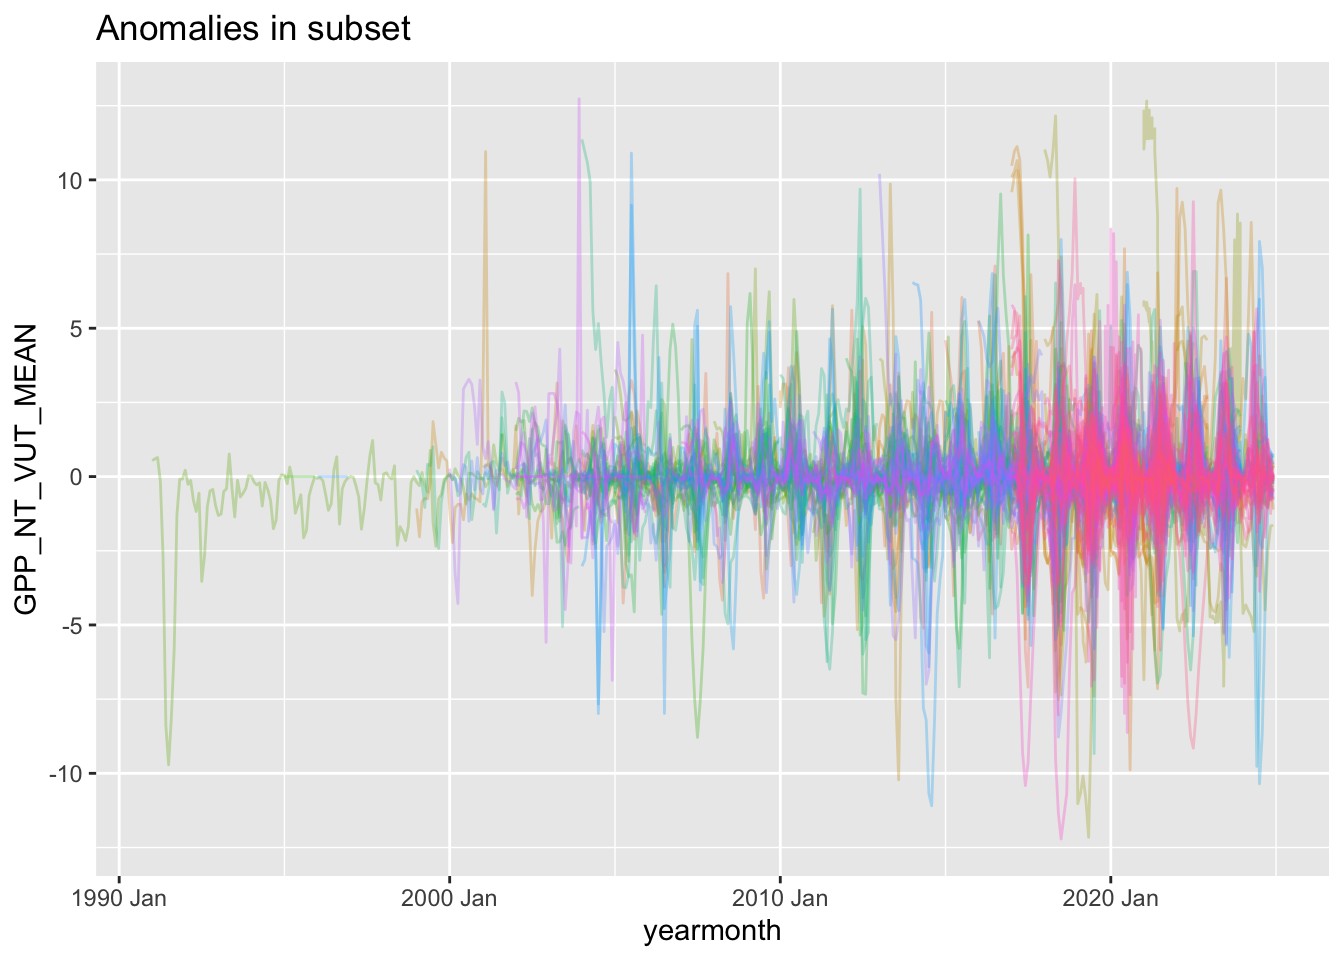 Anomalies in subset
GPP_NT_VUT_MEAN
10
5
0
-5
-10
1990 Jan
2000 Jan
2010 Jan
2020 Jan
yearmonth